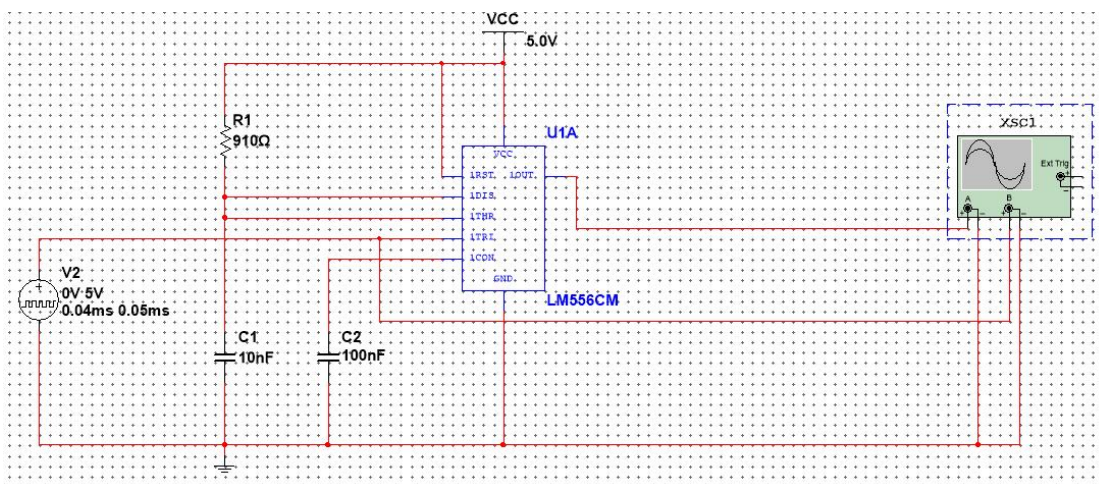 VCC
5.0V
R1
910Ω
U1A
VCC
1RST
1OUT
1DIS
1THR
1TRI
1CON
GND
LM556CM
XSC1
Ext Trig
+
−
A
B
+
−
+
−
V2
+
0V 5V
0.04ms 0.05ms
C1
10nF
C2
100nF